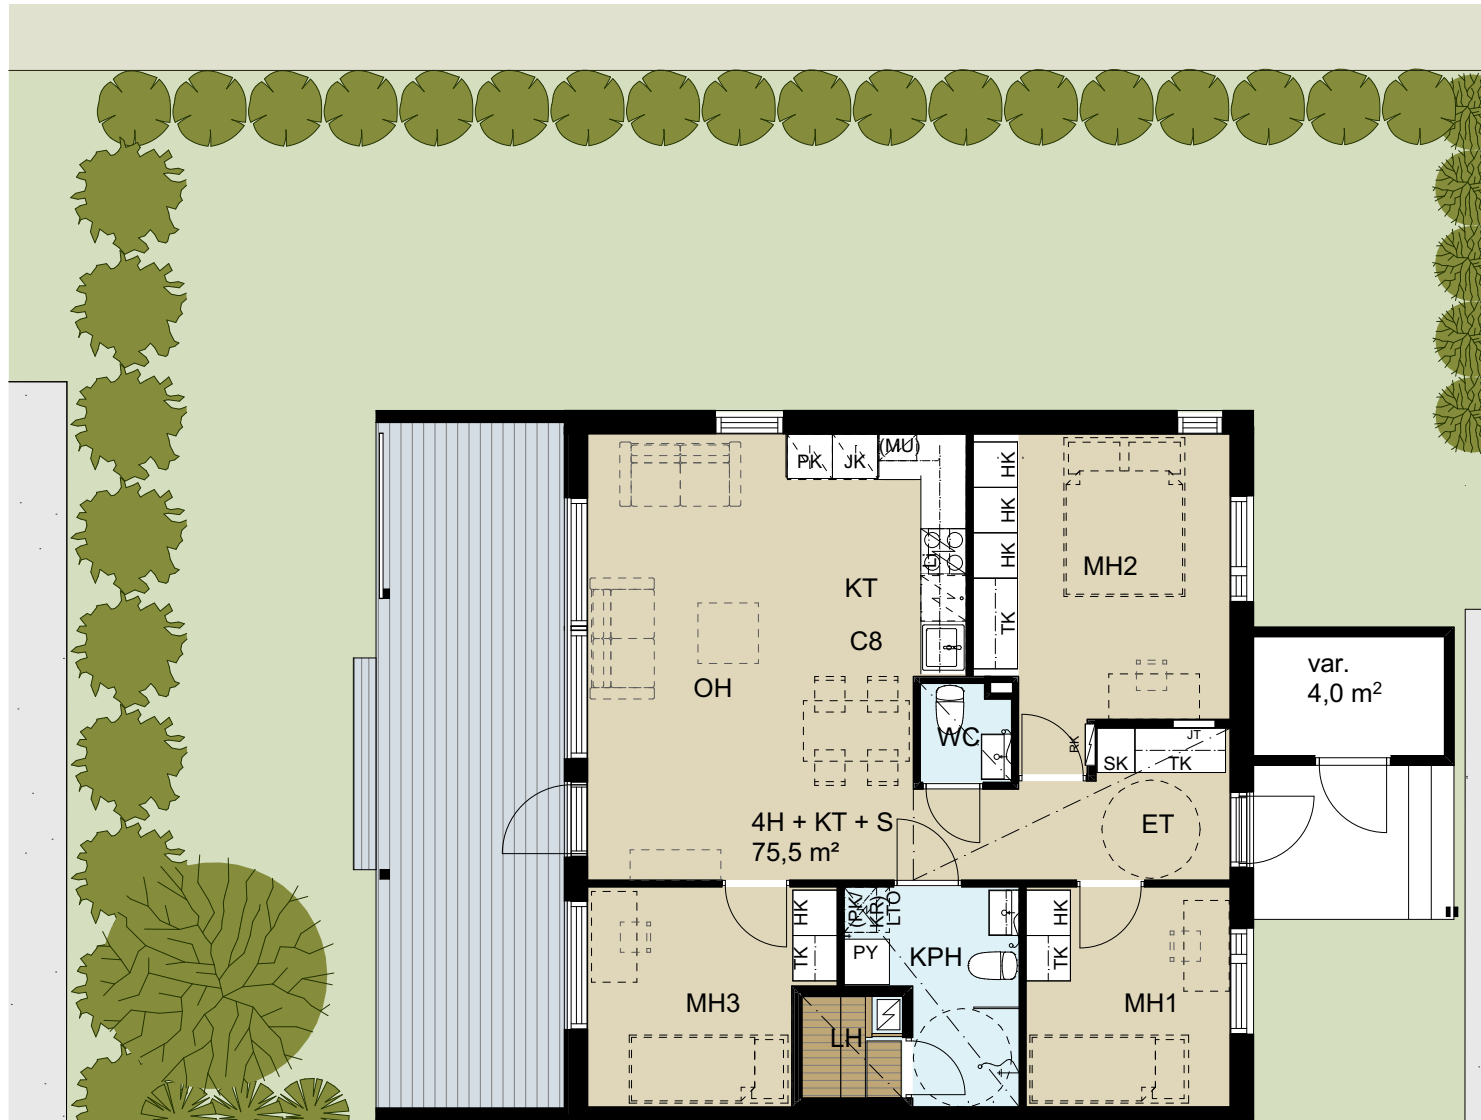 (MU)
PK
JK
HK
HK
HK
TK
LI
KT
MH2
C8
OH
var.
4,0 m²
WC
RK
JT
SK
TK
4H + KT + S
75,5 m²
ET
(PK/
KR)
LTO
HK
TK
PY
KPH
HK
TK
MH3
MH1
LH